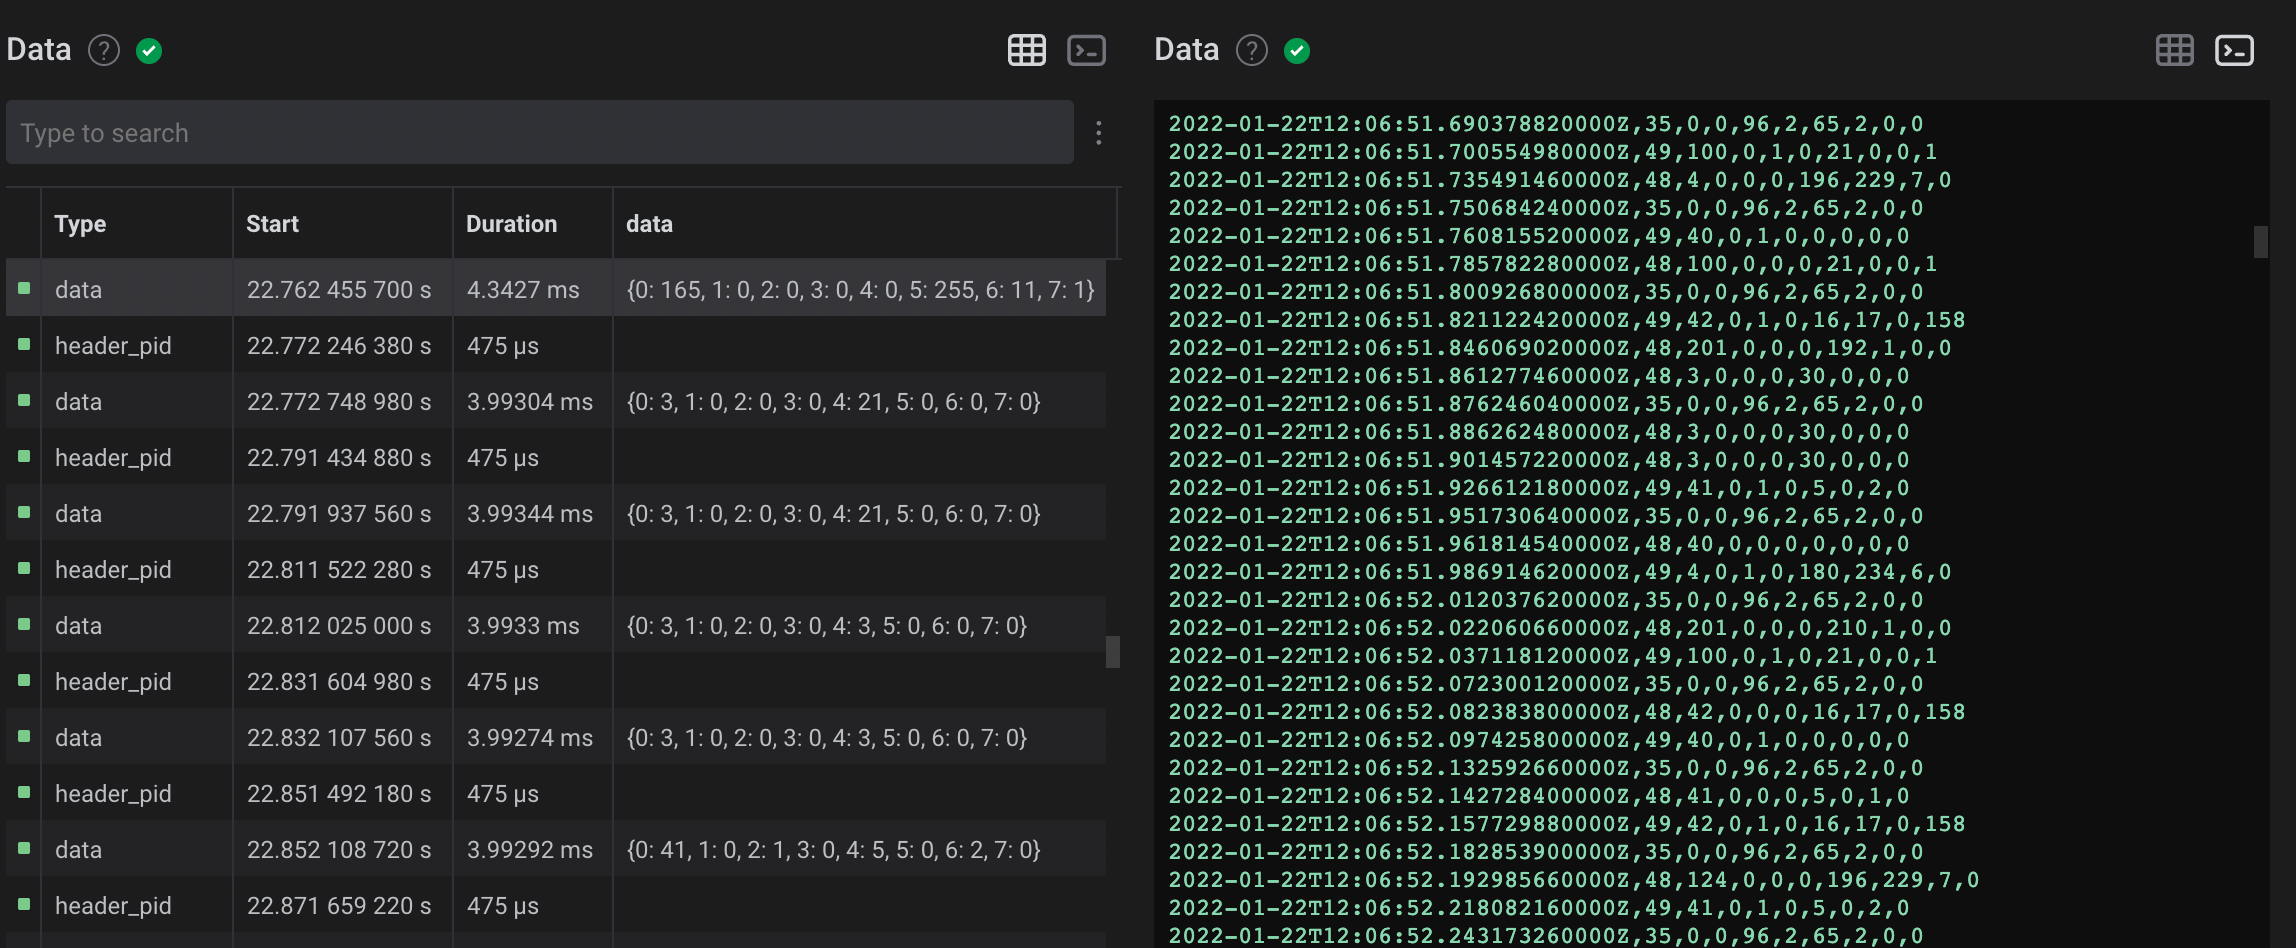 Data ?
Type to search
Type Start Duration data
data 22.762 455 700 s 4.3427 ms {0: 165, 1: 0, 2: 0, 3: 0, 4: 0, 5: 255, 6: 11, 7: 1}
header_pid 22.772 246 380 s 475 μs
data 22.772 748 980 s 3.99304 ms {0: 3, 1: 0, 2: 0, 3: 0, 4: 21, 5: 0, 6: 0, 7: 0}
header_pid 22.791 434 880 s 475 μs
data 22.791 937 560 s 3.99344 ms {0: 3, 1: 0, 2: 0, 3: 0, 4: 21, 5: 0, 6: 0, 7: 0}
header_pid 22.811 522 280 s 475 μs
data 22.812 025 000 s 3.9933 ms {0: 3, 1: 0, 2: 0, 3: 0, 4: 3, 5: 0, 6: 0, 7: 0}
header_pid 22.831 604 980 s 475 μs
data 22.832 107 560 s 3.99274 ms {0: 3, 1: 0, 2: 0, 3: 0, 4: 3, 5: 0, 6: 0, 7: 0}
header_pid 22.851 492 180 s 475 μs
data 22.852 108 720 s 3.99292 ms {0: 41, 1: 0, 2: 1, 3: 0, 4: 5, 5: 0, 6: 2, 7: 0}
header_pid 22.871 659 220 s 475 μs
Data ?
2022-01-22T12:06:51.690378820000Z,35,0,0,96,2,65,2,0,0
2022-01-22T12:06:51.700554980000Z,49,100,0,1,0,21,0,0,1
2022-01-22T12:06:51.735491460000Z,48,4,0,0,0,196,229,7,0
2022-01-22T12:06:51.750684240000Z,35,0,0,96,2,65,2,0,0
2022-01-22T12:06:51.760815520000Z,49,40,0,1,0,0,0,0,0
2022-01-22T12:06:51.785782280000Z,48,100,0,0,0,21,0,0,1
2022-01-22T12:06:51.800926800000Z,35,0,0,96,2,65,2,0,0
2022-01-22T12:06:51.821122420000Z,49,42,0,1,0,16,17,0,158
2022-01-22T12:06:51.846069020000Z,48,201,0,0,0,192,1,0,0
2022-01-22T12:06:51.861277460000Z,48,3,0,0,0,30,0,0,0
2022-01-22T12:06:51.876246040000Z,35,0,0,96,2,65,2,0,0
2022-01-22T12:06:51.886262480000Z,48,3,0,0,0,30,0,0,0
2022-01-22T12:06:51.901457220000Z,48,3,0,0,0,30,0,0,0
2022-01-22T12:06:51.926612180000Z,49,41,0,1,0,5,0,2,0
2022-01-22T12:06:51.951730640000Z,35,0,0,96,2,65,2,0,0
2022-01-22T12:06:51.961814540000Z,48,40,0,0,0,0,0,0,0
2022-01-22T12:06:51.986914620000Z,49,4,0,1,0,180,234,6,0
2022-01-22T12:06:52.012037620000Z,35,0,0,96,2,65,2,0,0
2022-01-22T12:06:52.022060660000Z,48,201,0,0,0,210,1,0,0
2022-01-22T12:06:52.037118120000Z,49,100,0,1,0,21,0,0,1
2022-01-22T12:06:52.072300120000Z,35,0,0,96,2,65,2,0,0
2022-01-22T12:06:52.082383800000Z,48,42,0,0,0,16,17,0,158
2022-01-22T12:06:52.097425800000Z,49,40,0,1,0,0,0,0,0
2022-01-22T12:06:52.132592660000Z,35,0,0,96,2,65,2,0,0
2022-01-22T12:06:52.142728400000Z,48,41,0,0,0,5,0,1,0
2022-01-22T12:06:52.157729880000Z,49,42,0,1,0,16,17,0,158
2022-01-22T12:06:52.182853900000Z,35,0,0,96,2,65,2,0,0
2022-01-22T12:06:52.192985660000Z,48,124,0,0,0,196,229,7,0
2022-01-22T12:06:52.218082160000Z,49,41,0,1,0,5,0,2,0
2022-01-22T12:06:52.243173260000Z,35,0,0,96,2,65,2,0,0